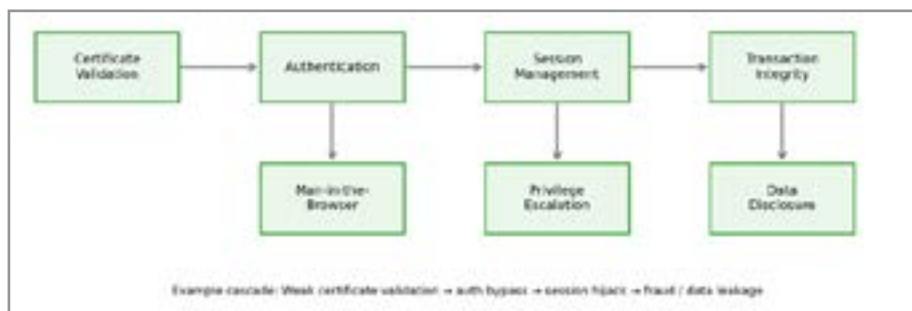 Certificate
Validation
Authentication
Session
Management
Transaction
Integrity
Man-in-the-
Browser
Privilege
Escalation
Data
Disclosure
Example cascade: Weak certificate validation → auth bypass → session hijack → fraud / data leakage